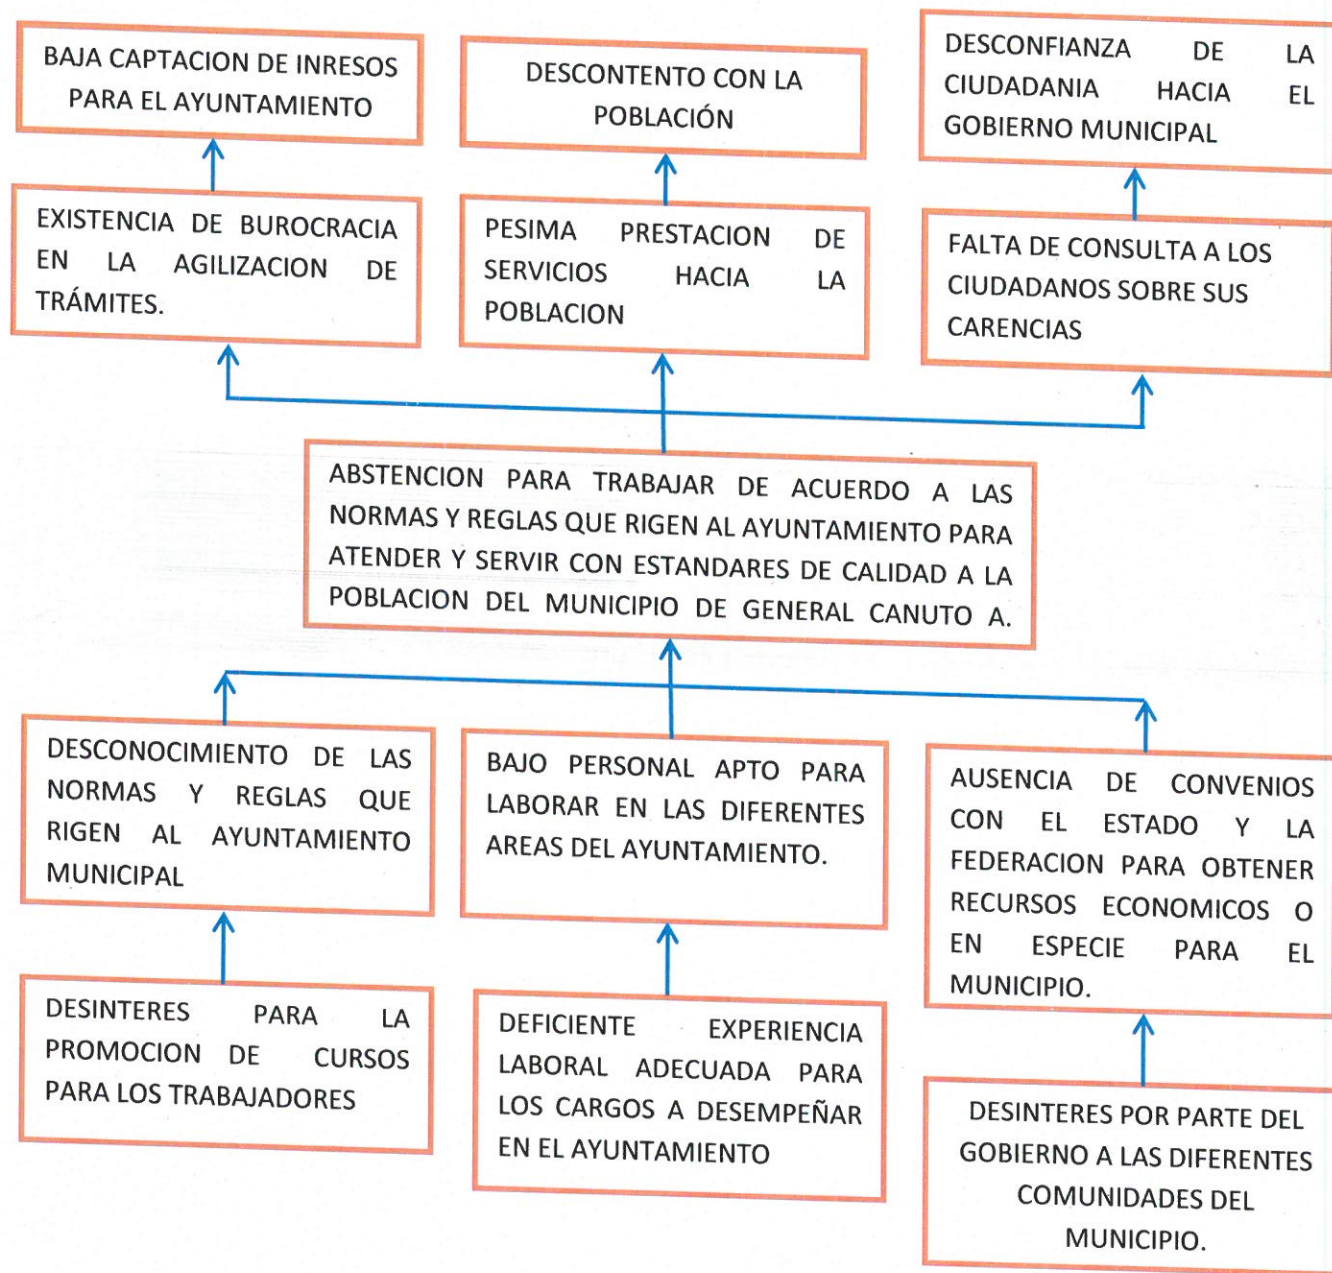 BAJA CAPTACION DE INRESOS
PARA EL AYUNTAMIENTO
DESCONTENTO CON LA
POBLACIÓN
DESCONFIANZA DE LA
CIUDADANIA HACIA EL
GOBIERNO MUNICIPAL
EXISTENCIA DE BUROCRACIA
EN LA AGILIZACION DE
TRÁMITES.
PESIMA PRESTACION DE
SERVICIOS HACIA LA
POBLACION
FALTA DE CONSULTA A LOS
CIUDADANOS SOBRE SUS
CARENCIAS
ABSTENCION PARA TRABAJAR DE ACUERDO A LAS
NORMAS Y REGLAS QUE RIGEN AL AYUNTAMIENTO PARA
ATENDER Y SERVIR CON ESTANDARES DE CALIDAD A LA
POBLACION DEL MUNICIPIO DE GENERAL CANUTO A.
DESCONOCIMIENTO DE LAS
NORMAS Y REGLAS QUE
RIGEN AL AYUNTAMIENTO
MUNICIPAL
BAJO PERSONAL APTO PARA
LABORAR EN LAS DIFERENTES
AREAS DEL AYUNTAMIENTO.
AUSENCIA DE CONVENIOS
CON EL ESTADO Y LA
FEDERACION PARA OBTENER
RECURSOS ECONOMICOS O
EN ESPECIE PARA EL
MUNICIPIO.
DESINTERES PARA LA
PROMOCION DE CURSOS
PARA LOS TRABAJADORES
DEFICIENTE EXPERIENCIA
LABORAL ADECUADA PARA
LOS CARGOS A DESEMPEÑAR
EN EL AYUNTAMIENTO
DESINTERES POR PARTE DEL
GOBIERNO A LAS DIFERENTES
COMUNIDADES DEL
MUNICIPIO.